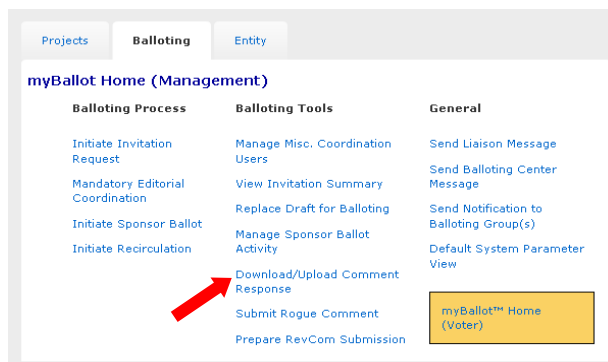 Projects
Balloting
Entity
myBallot Home (Management)
Balloting Process
Initiate Invitation
Request
Mandatory Editorial
Coordination
Initiate Sponsor Ballot
Initiate Recirculation
Balloting Tools
Manage Misc. Coordination
Users
View Invitation Summary
Replace Draft for Balloting
Manage Sponsor Ballot
Activity
Download/Upload Comment
Response
Submit Rogue Comment
Prepare RevCom Submission
General
Send Liaison Message
Send Balloting Center
Message
Send Notification to
Balloting Group(s)
Default System Parameter
View
myBallot™ Home
(Voter)